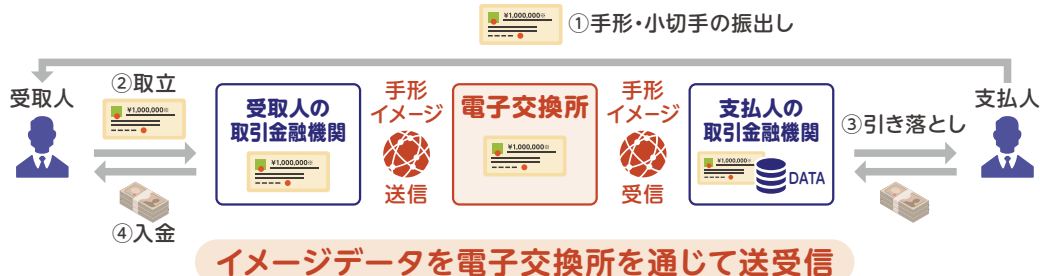 ¥1,000,000※
①手形・小切手の振出し
受取人
②取立
¥1,000,000※
④入金
受取人の
取引金融機関
¥1,000,000※
手形
イメージ
送信
電子交換所
¥1,000,000※
手形
イメージ
受信
支払人の
取引金融機関
¥1,000,000※
DATA
③引き落とし
支払人
イメージデータを電子交換所を通じて送受信